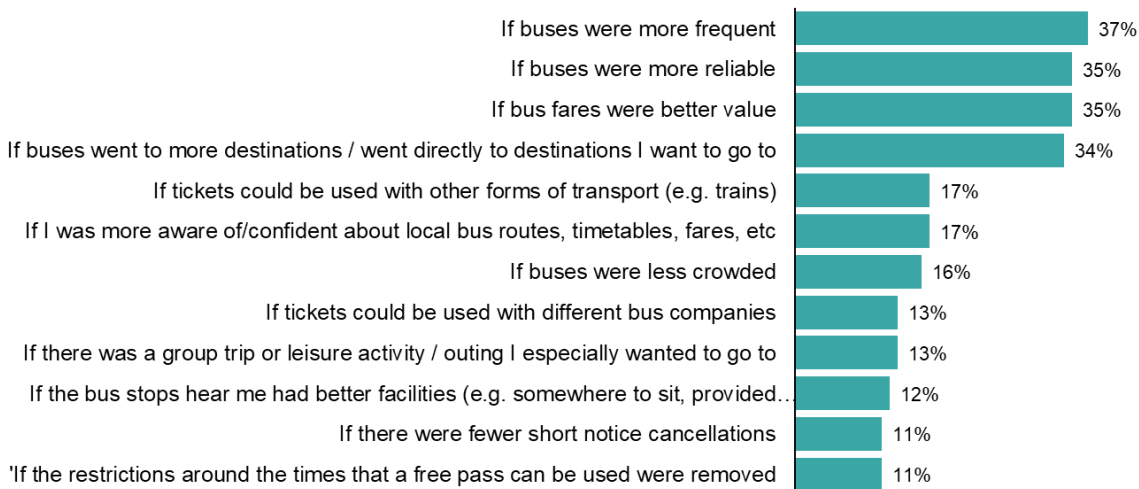 If buses were more frequent 37%
If buses were more reliable 35%
If bus fares were better value 35%
If buses went to more destinations / went directly to destinations I want to go to 34%
If tickets could be used with other forms of transport (e.g. trains) 17%
If I was more aware of/confident about local bus routes, timetables, fares, etc 17%
If buses were less crowded 16%
If tickets could be used with different bus companies 13%
If there was a group trip or leisure activity / outing I especially wanted to go to 13%
If the bus stops hear me had better facilities (e.g. somewhere to sit, provided… 12%
If there were fewer short notice cancellations 11%
'If the restrictions around the times that a free pass can be used were removed 11%